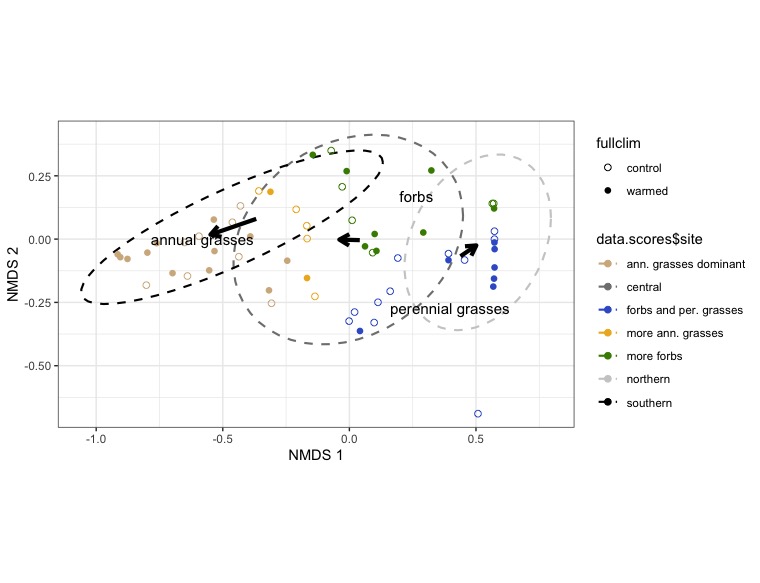 fullclim
control
warmed
0.25
forbs
data.scores$site
0.00
annual grasses
ann. grasses dominant
NMDS 2
central
-0.25
perennial grasses
forbs and per. grasses
more ann. grasses
more forbs
-0.50
northern
southern
-1.0 -0.5 0.0 0.5
NMDS 1